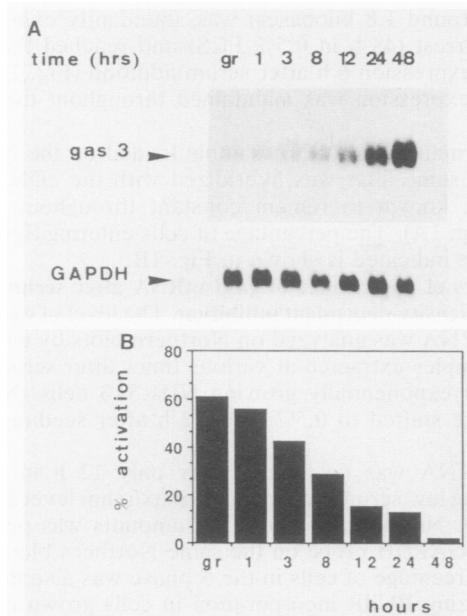 A
time (hrs) gr 1 3 8 12 24 48
gas 3
GAPDH
B
% activation
80
60
40
20
0
gr 1 3 8 12 24 48
hours